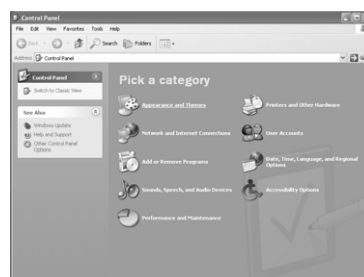 Control Panel
File Edit View Favorites Tools Help
Back Search Folders
Address Control Panel Go
Control Panel
Switch to Classic View
See Also
Windows Update
Help and Support
Other Control Panel
Options
Pick a category
Appearance and Themes
Printers and Other Hardware
Network and Internet Connections
User Accounts
Add or Remove Programs
Date, Time, Language, and Regional
Options
Sounds, Speech, and Audio Devices
Accessibility Options
Performance and Maintenance